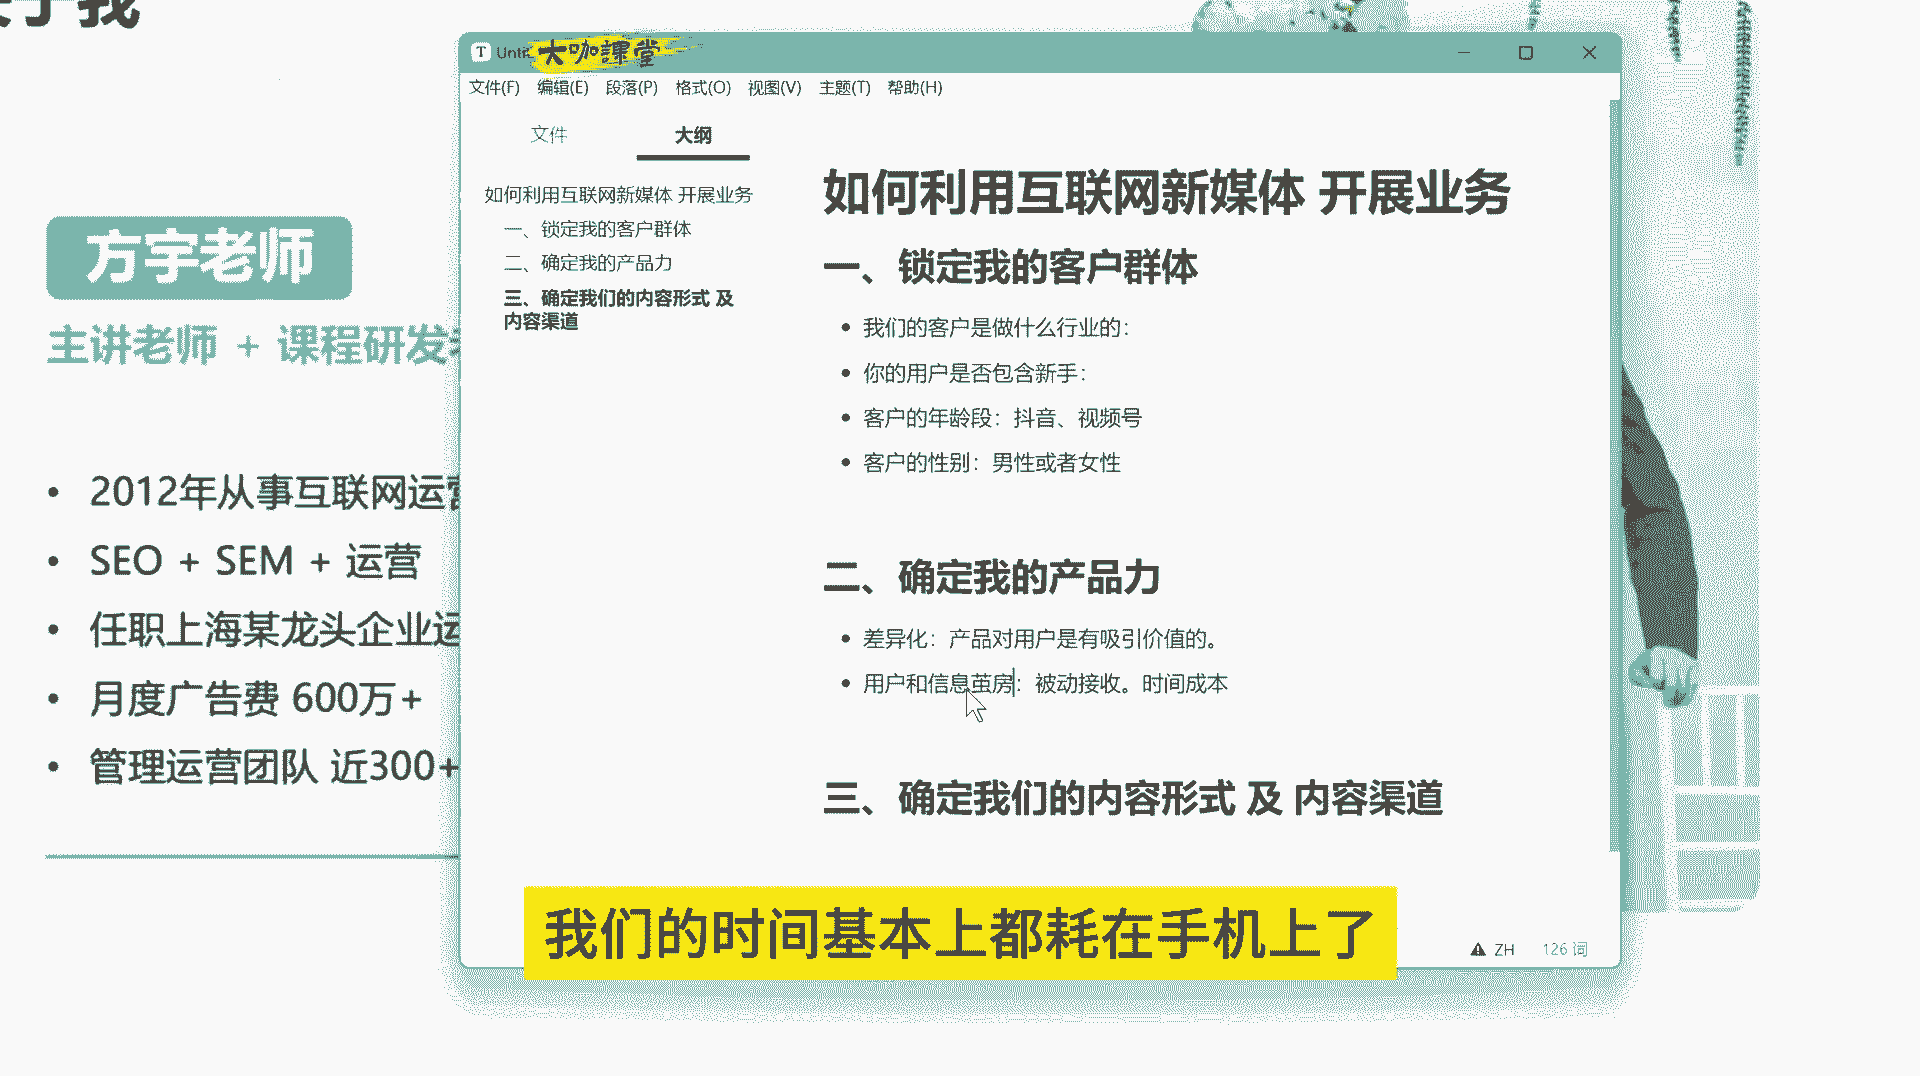 于我
方宇老师
主讲老师 + 课程研发
2012年从事互联网运营
SEO + SEM + 运营
任职上海某龙头企业运
月度广告费 600万+
管理运营团队 近300+
大咖課堂
文件(F) 编辑(E) 段落(P) 格式(O) 视图(V) 主题(T) 帮助(H)
文件 大纲
如何利用互联网新媒体 开展业务
一、锁定我的客户群体
二、确定我的产品力
三、确定我们的内容形式 及
内容渠道
如何利用互联网新媒体 开展业务
一、锁定我的客户群体
我们的客户是做什么行业的：
你的用户是否包含新手：
客户的年龄段：抖音、视频号
客户的性别：男性或者女性
二、确定我的产品力
差异化：产品对用户是有吸引价值的。
用户和信息茧房：被动接收。时间成本
三、确定我们的内容形式 及 内容渠道
我们的时间基本上都耗在手机上了
ZH 126 词